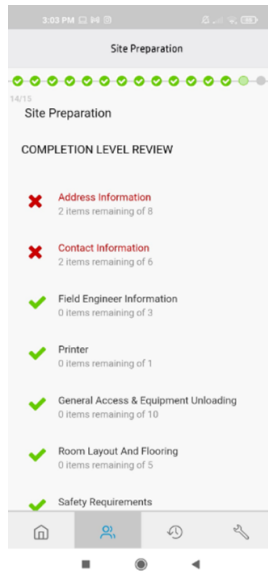 3:03 PM
Site Preparation
14/15
Site Preparation
COMPLETION LEVEL REVIEW
Address Information
2 items remaining of 8
Contact Information
2 items remaining of 6
Field Engineer Information
0 items remaining of 3
Printer
0 items remaining of 1
General Access & Equipment Unloading
0 items remaining of 10
Room Layout And Flooring
0 items remaining of 5
Safety Requirements